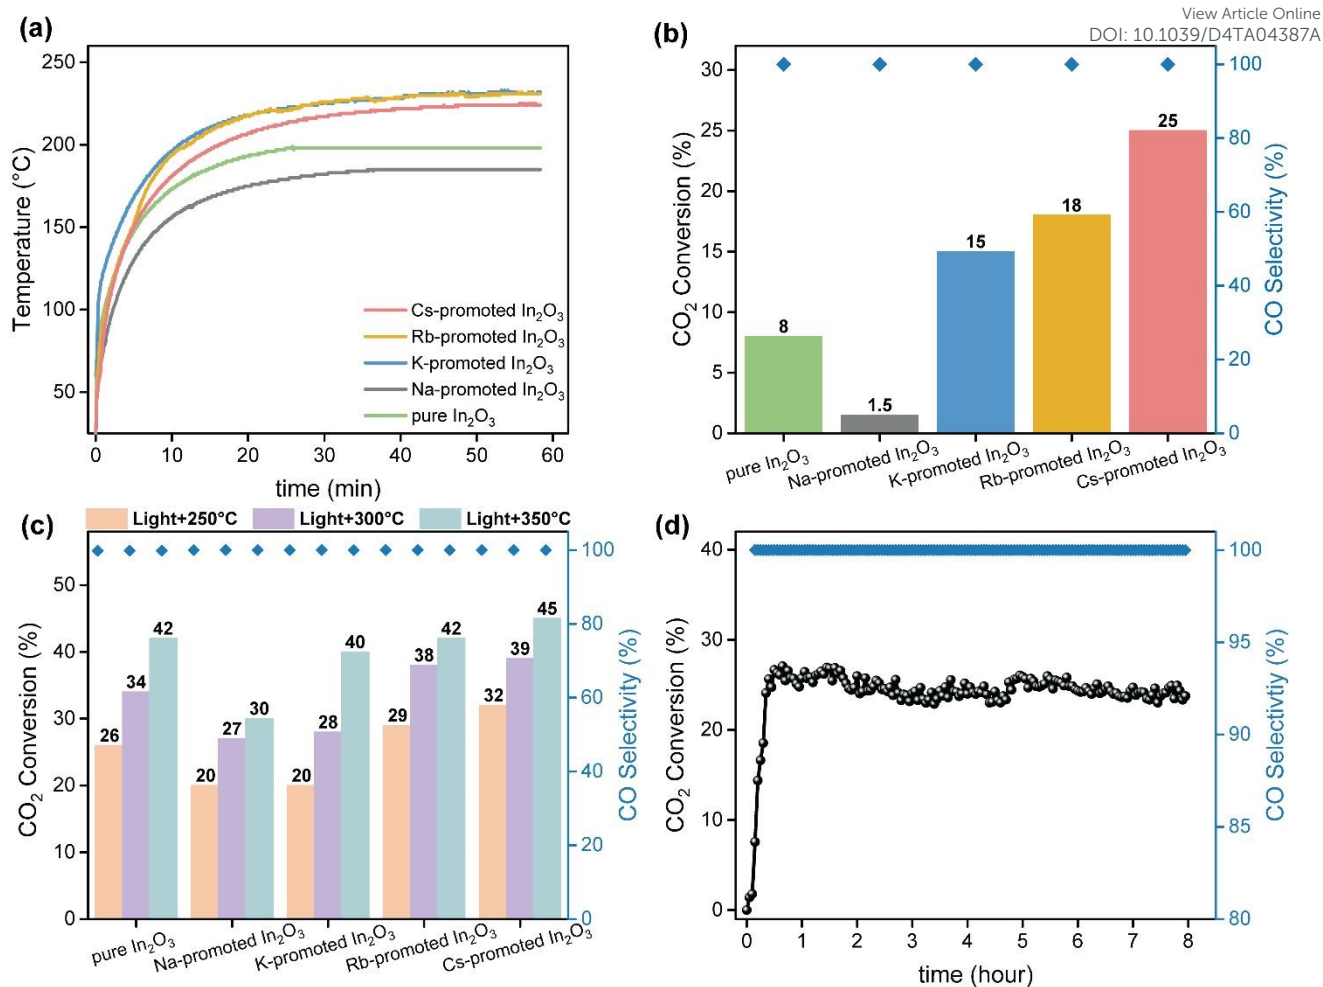 View Article Online
DOI: 10.1039/D4TA04387A
(a)
250
200
150
100
50
Temperature (°C)
Cs-promoted In₂O₃
Rb-promoted In₂O₃
K-promoted In₂O₃
Na-promoted In₂O₃
pure In₂O₃
0 10 20 30 40 50 60
time (min)
(b)
30
25
20
15
10
5
0
CO₂ Conversion (%)
8
1.5
15
18
25
100
80
60
40
20
0
CO Selectivity (%)
pure In₂O₃
Na-promoted In₂O₃
K-promoted In₂O₃
Rb-promoted In₂O₃
Cs-promoted In₂O₃
(c)
Light+250°C Light+300°C Light+350°C
50
40
30
20
10
0
CO₂ Conversion (%)
26 34 42
20 27 30
20 28 40
29 38 42
32 39 45
100
80
60
40
20
0
CO Selectivity (%)
pure In₂O₃
Na-promoted In₂O₃
K-promoted In₂O₃
Rb-promoted In₂O₃
Cs-promoted In₂O₃
(d)
40
30
20
10
0
CO₂ Conversion (%)
100
95
90
85
80
CO Selectivtiy (%)
0 1 2 3 4 5 6 7 8
time (hour)